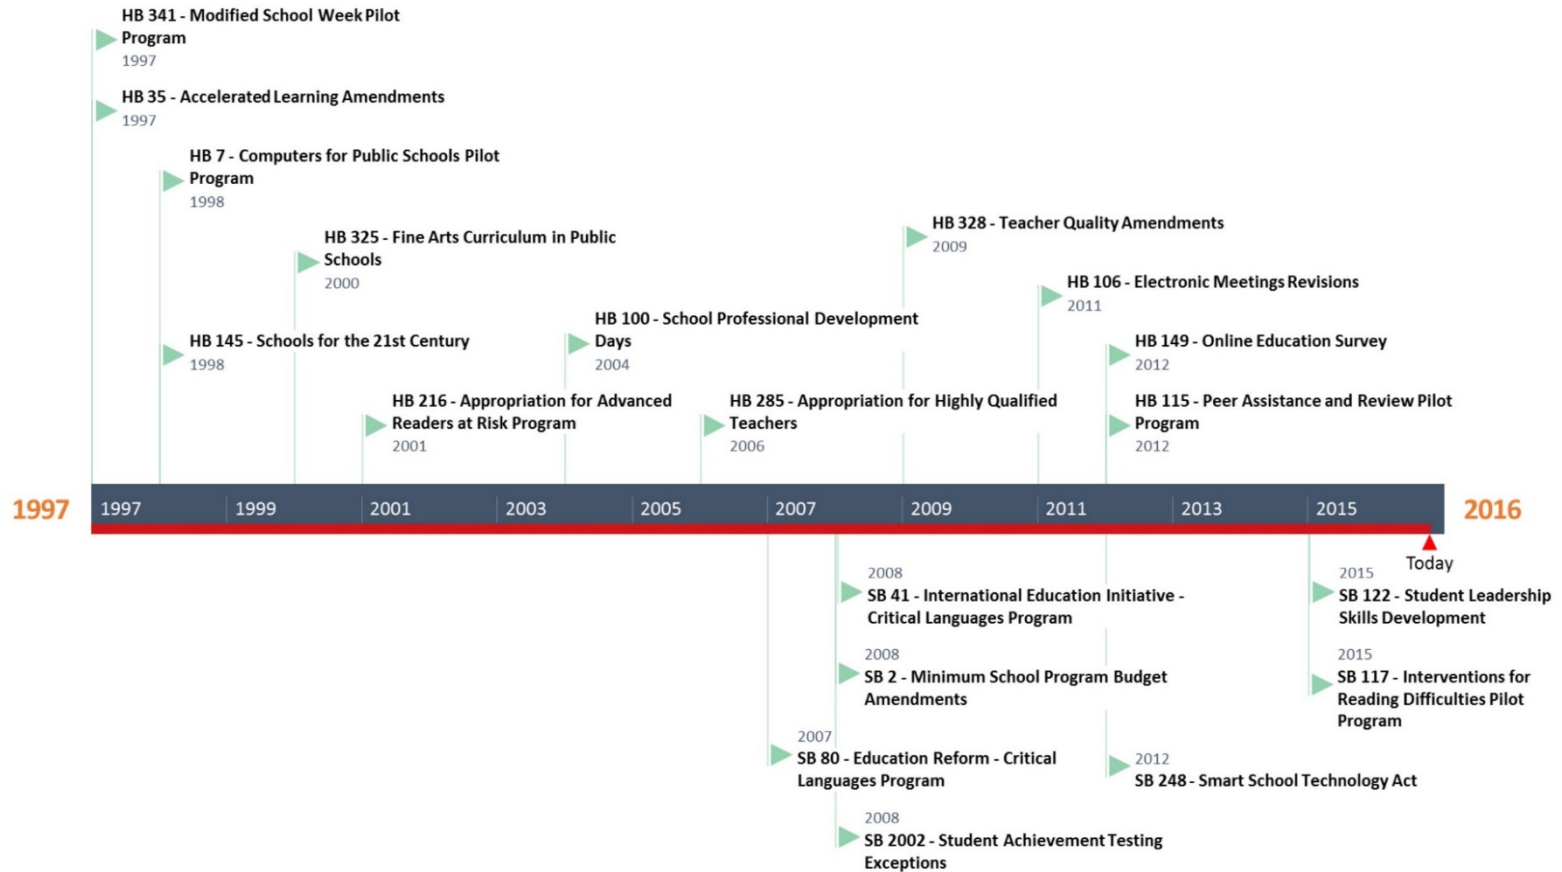 HB 341 - Modified School Week Pilot
Program
1997
HB 35 - Accelerated Learning Amendments
1997
HB 7 - Computers for Public Schools Pilot
Program
1998
HB 325 - Fine Arts Curriculum in Public
Schools
2000
HB 145 - Schools for the 21st Century
1998
HB 216 - Appropriation for Advanced
Readers at Risk Program
2001
HB 100 - School Professional Development
Days
2004
HB 285 - Appropriation for Highly Qualified
Teachers
2006
HB 328 - Teacher Quality Amendments
2009
HB 106 - Electronic Meetings Revisions
2011
HB 149 - Online Education Survey
2012
HB 115 - Peer Assistance and Review Pilot
Program
2012
1997 1997 1999 2001 2003 2005 2007 2009 2011 2013 2015 2016
Today
2008
SB 41 - International Education Initiative -
Critical Languages Program
2008
SB 2 - Minimum School Program Budget
Amendments
2007
SB 80 - Education Reform - Critical
Languages Program
2008
SB 2002 - Student Achievement Testing
Exceptions
2012
SB 248 - Smart School Technology Act
2015
SB 122 - Student Leadership
Skills Development
2015
SB 117 - Interventions for
Reading Difficulties Pilot
Program